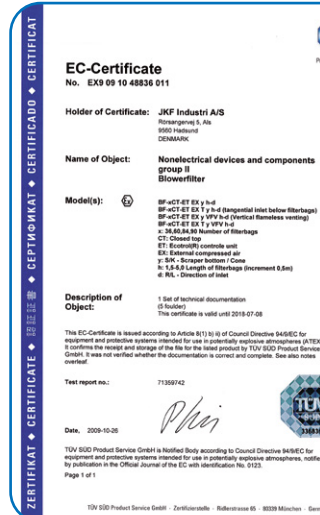 ZERTIFIKAT ◆ CERTIFICATE ◆ ◆ СЕРТИФИКАТ ◆ CERTIFICADO ◆ CERTIFICAT
EC-Certificate
No. EX9 09 10 48836 011
Holder of Certificate: JKF Industri A/S
Rörsangervej 5, Als
9560 Hadsund
DENMARK
Name of Object: Nonelectrical devices and components
group II
Blowerfilter
Model(s): Ex BF-xCT-ET EX y h-d
BF-xCT-ET EX T y h-d (tangential inlet below filterbags)
BF-xCT-ET EX y VFV h-d (Vertical flameless venting)
BF-xCT-ET EX T y VFV h-d
x: 36,60,84,90 Number of filterbags
CT: Closed top
ET: Ecotrol(R) controle unit
EX: External compressed air
y: S/K - Scraper bottom / Cone
h: 1,5-5,0 Length of filterbags (increment 0,5m)
d: R/L - Direction of inlet
Description of 1 Set of technical documentation
Object: (5 foulder)
This certificate is valid until 2018-07-08
This EC-Certificate is issued according to Article 8(1) b) ii) of Council Directive 94/9/EC for
equipment and protective systems intended for use in potentially explosive atmospheres (ATEX
It confirms the receipt and storage of the file for the listed product by TÜV SÜD Product Service
GmbH. It was not verified whether the documentation is correct and complete. See also notes
overleaf.
Test report no.: 71359742
Date, 2009-10-26
TÜV
TÜV SÜD Product Service GmbH is Notified Body according to Council Directive 94/9/EC for
equipment and protective systems intended for use in potentially explosive atmospheres, notifie
by publication in the Official Journal of the EC with identification No. 0123.
Page 1 of 1
TÜV SÜD Product Service GmbH · Zertifizierstelle · Ridlerstrasse 65 · 80339 München · Germ